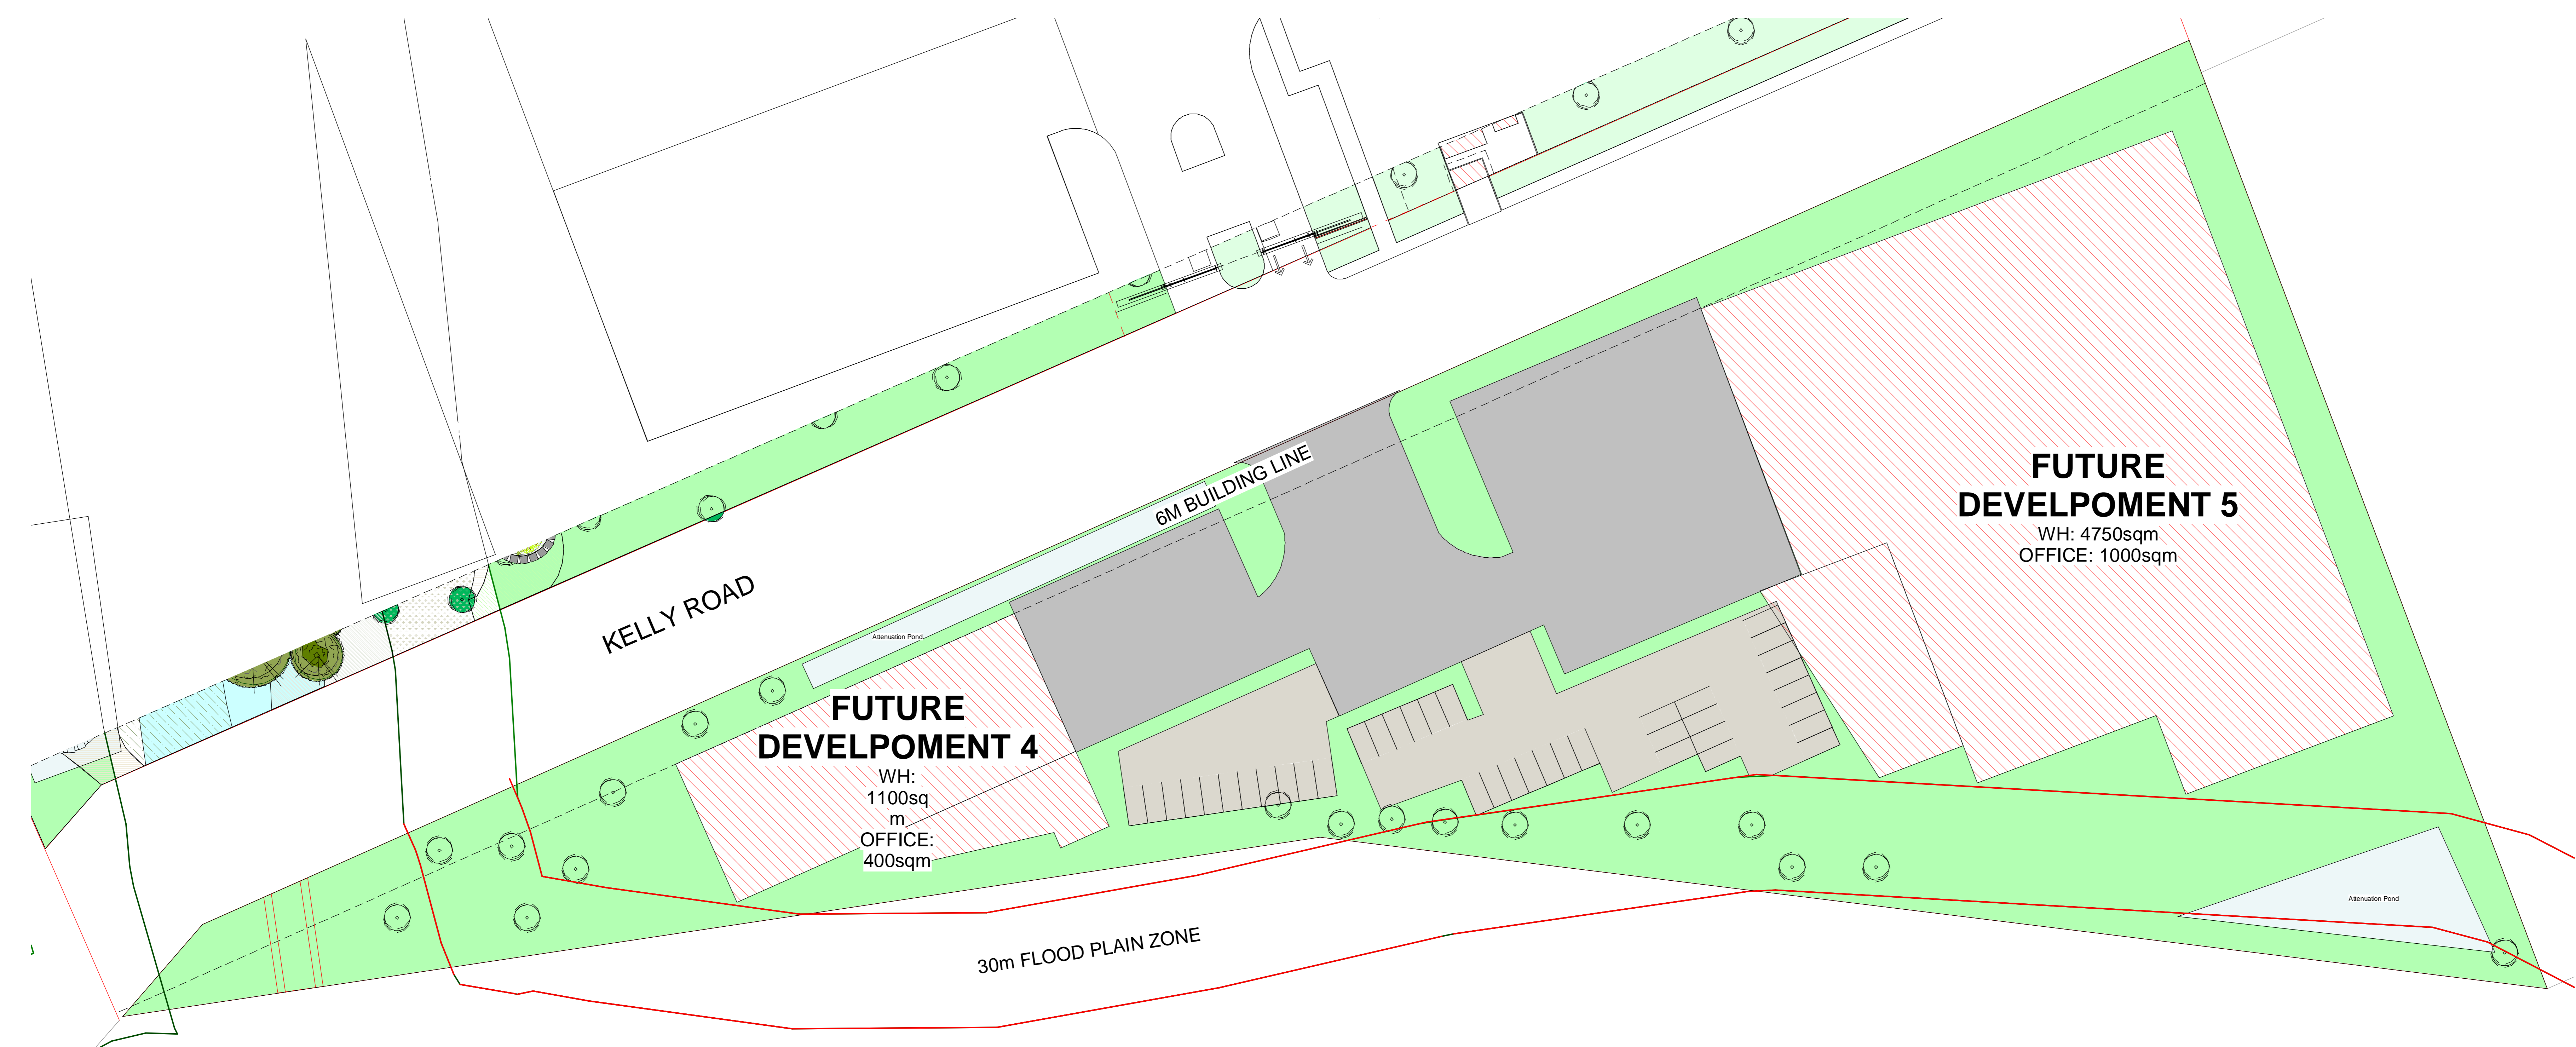 6M BUILDING LINE
FUTURE
DEVELPOMENT 5
WH: 4750sqm
OFFICE: 1000sqm
KELLY ROAD
Attenuation Pond
FUTURE
DEVELPOMENT 4
WH:
1100sq
m
OFFICE:
400sqm
Attenuation Pond
30m FLOOD PLAIN ZONE